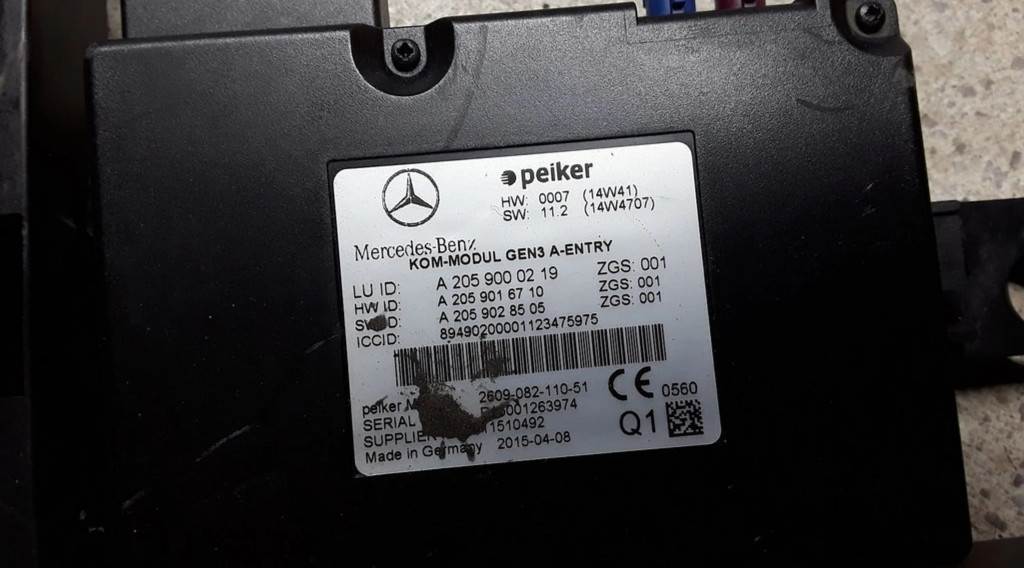 peiker
HW: 0007 (14W41)
SW: 11.2 (14W4707)
Mercedes-Benz
KOM-MODUL GEN3 A-ENTRY
LU ID: A 205 900 02 19 ZGS: 001
HW ID: A 205 901 67 10 ZGS: 001
A 205 902 85 05 ZGS: 001
ICCID: 89490200001123475975
peiker 2609-082-110-51
CE 0560
SERIAL 001263974
SUPPLIER 1510492
Q1
Made in Germany 2015-04-08